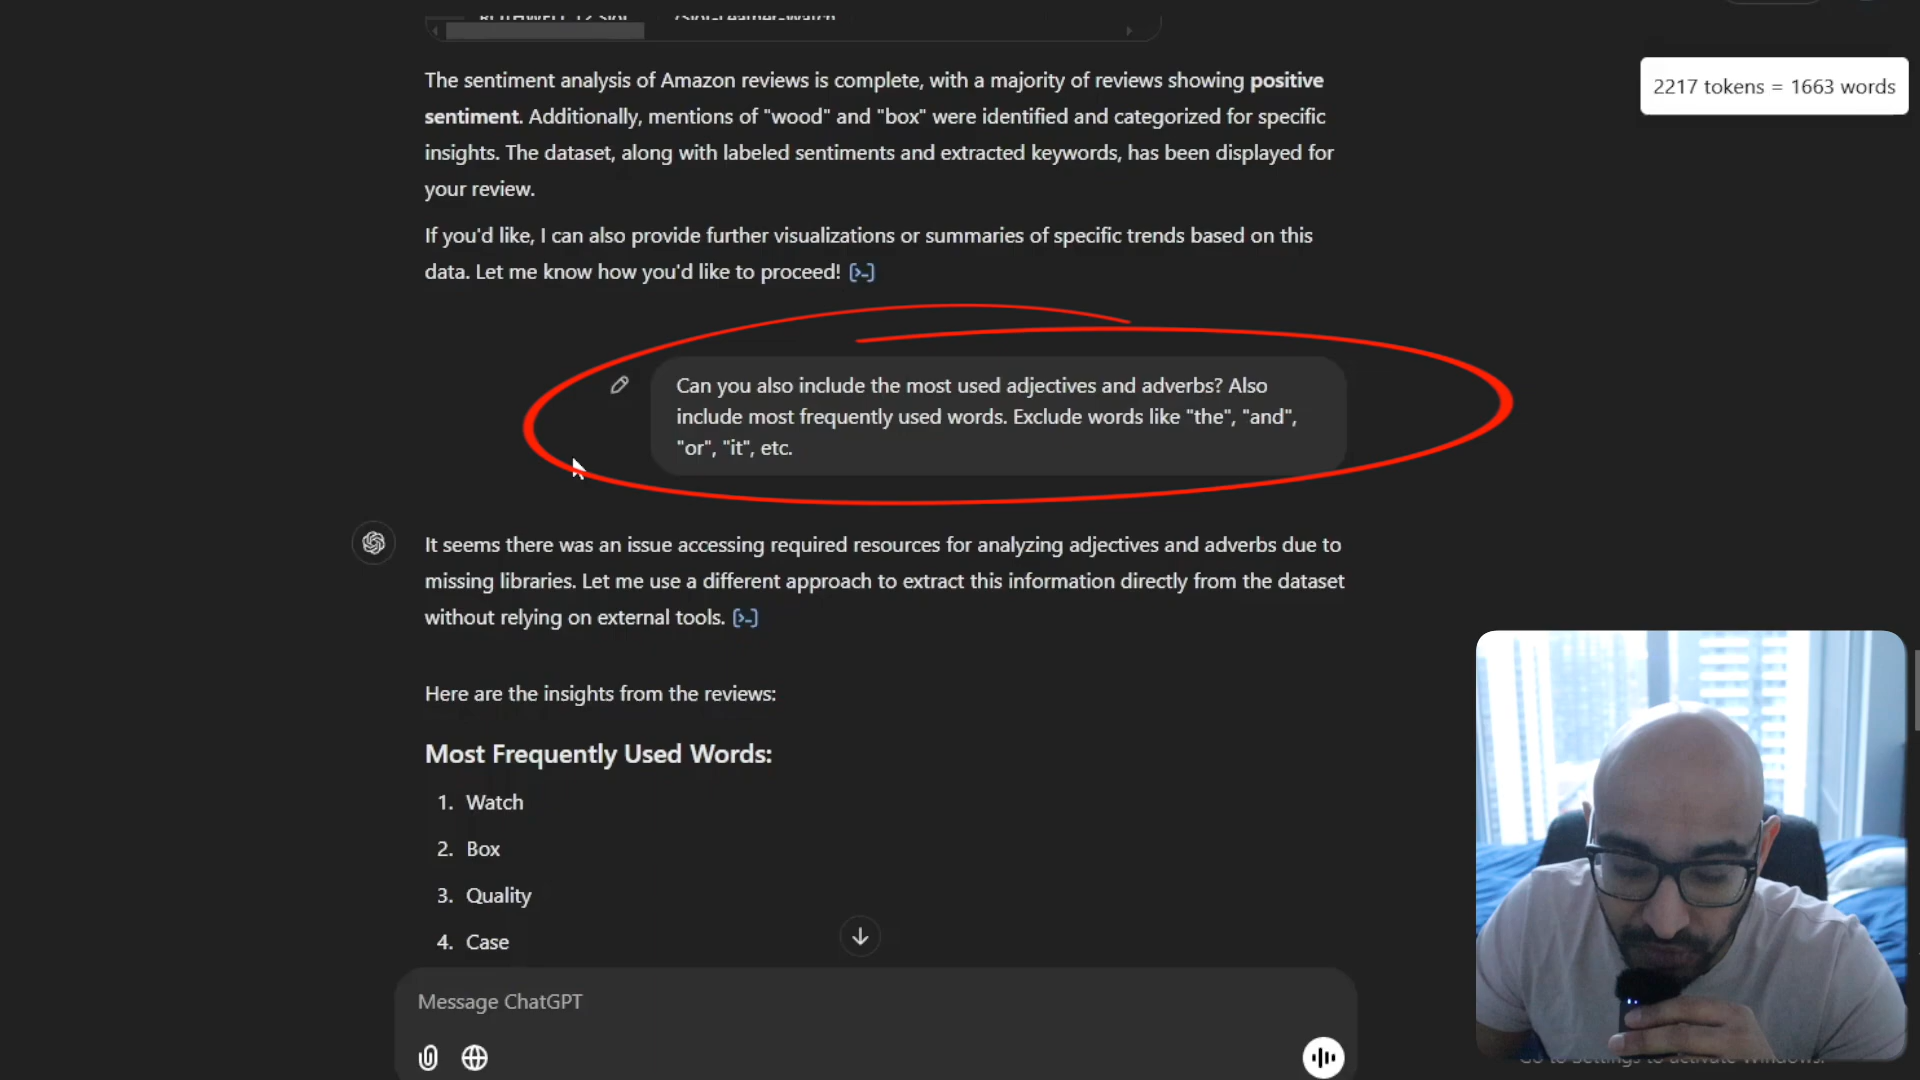 2217 tokens = 1663 words
The sentiment analysis of Amazon reviews is complete, with a majority of reviews showing positive
sentiment. Additionally, mentions of "wood" and "box" were identified and categorized for specific
insights. The dataset, along with labeled sentiments and extracted keywords, has been displayed for
your review.
If you'd like, I can also provide further visualizations or summaries of specific trends based on this
data. Let me know how you'd like to proceed! [>-]
Can you also include the most used adjectives and adverbs? Also
include most frequently used words. Exclude words like "the", "and",
"or", "it", etc.
It seems there was an issue accessing required resources for analyzing adjectives and adverbs due to
missing libraries. Let me use a different approach to extract this information directly from the dataset
without relying on external tools. [>-]
Here are the insights from the reviews:
Most Frequently Used Words:
1. Watch
2. Box
3. Quality
4. Case
Message ChatGPT
Go to Settings to activate Windows.